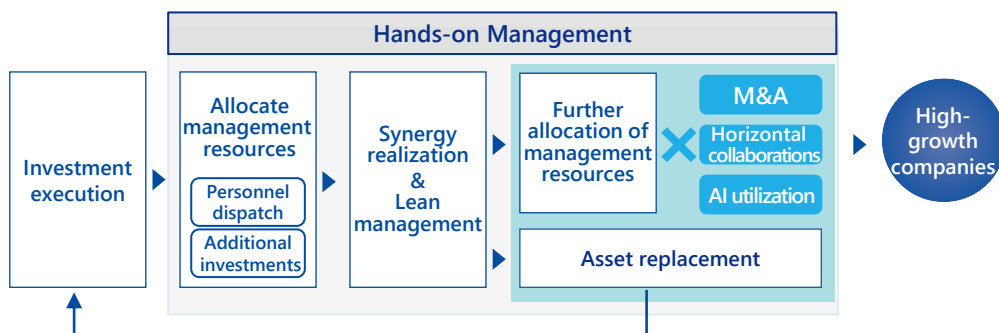 Hands-on Management
Investment
execution
Allocate
management
resources
Personnel
dispatch
Additional
investments
Synergy
realization
&
Lean
management
Further
allocation of
management
resources
M&A
Horizontal
collaborations
AI utilization
Asset replacement
High-
growth
companies